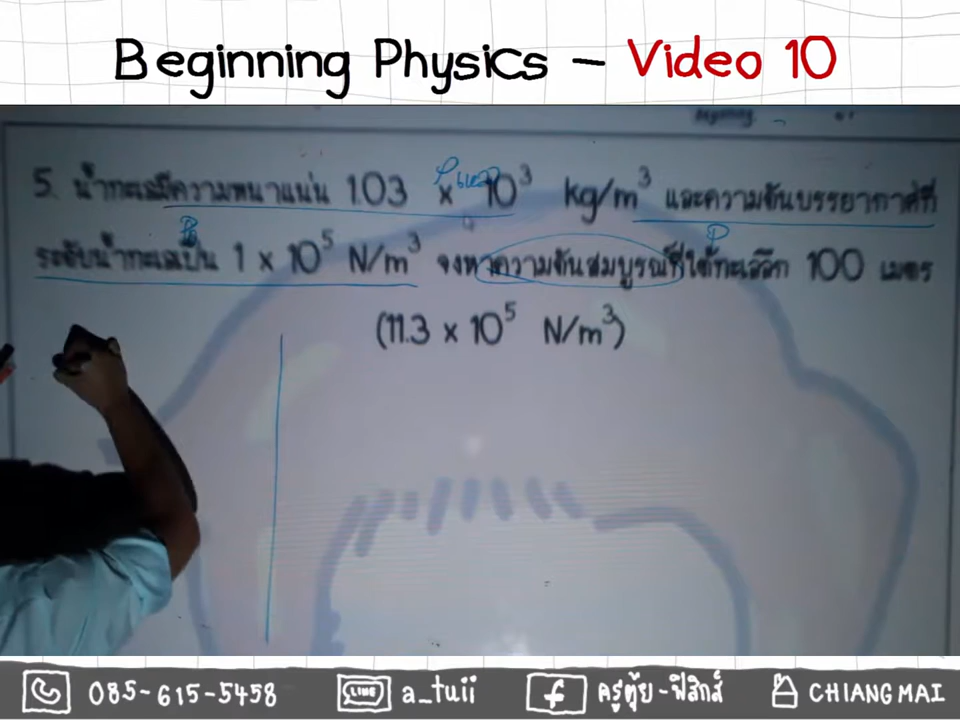 Beginning Physics – Video 10
5. น้ำทะเลมีความหนาแน่น 1.03 x 10³ kg/m³ และความดันบรรยากาศที่
ระดับน้ำทะเลเป็น 1 x 10⁵ N/m³ จงหาความดันสมบูรณ์ที่ใต้ทะเลลึก 100 เมตร
(11.3 x 10⁵ N/m³)
085-615-5458 LINE a_tuii f ครูตุ้ย-ฟิสิกส์ CHIANG MAI